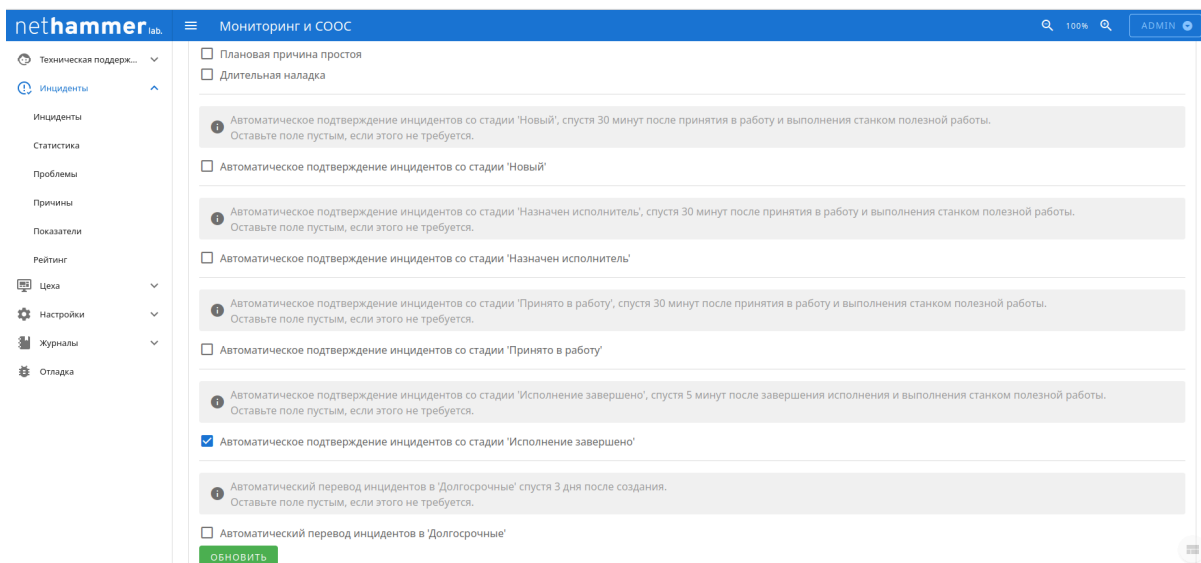 nethammer lab.
Мониторинг и СООС
100%
ADMIN
Техническая поддерж...
Инциденты
Инциденты
Статистика
Проблемы
Причины
Показатели
Рейтинг
Цеха
Настройки
Журналы
Отладка
Плановая причина простоя
Длительная наладка
Автоматическое подтверждение инцидентов со стадии 'Новый', спустя 30 минут после принятия в работу и выполнения станком полезной работы.
Оставьте поле пустым, если этого не требуется.
Автоматическое подтверждение инцидентов со стадии 'Новый'
Автоматическое подтверждение инцидентов со стадии 'Назначен исполнитель', спустя 30 минут после принятия в работу и выполнения станком полезной работы.
Оставьте поле пустым, если этого не требуется.
Автоматическое подтверждение инцидентов со стадии 'Назначен исполнитель'
Автоматическое подтверждение инцидентов со стадии 'Принято в работу', спустя 30 минут после принятия в работу и выполнения станком полезной работы.
Оставьте поле пустым, если этого не требуется.
Автоматическое подтверждение инцидентов со стадии 'Принято в работу'
Автоматическое подтверждение инцидентов со стадии 'Исполнение завершено', спустя 5 минут после завершения исполнения и выполнения станком полезной работы.
Оставьте поле пустым, если этого не требуется.
Автоматическое подтверждение инцидентов со стадии 'Исполнение завершено'
Автоматический перевод инцидентов в 'Долгосрочные' спустя 3 дня после создания.
Оставьте поле пустым, если этого не требуется.
Автоматический перевод инцидентов в 'Долгосрочные'
ОБНОВИТЬ